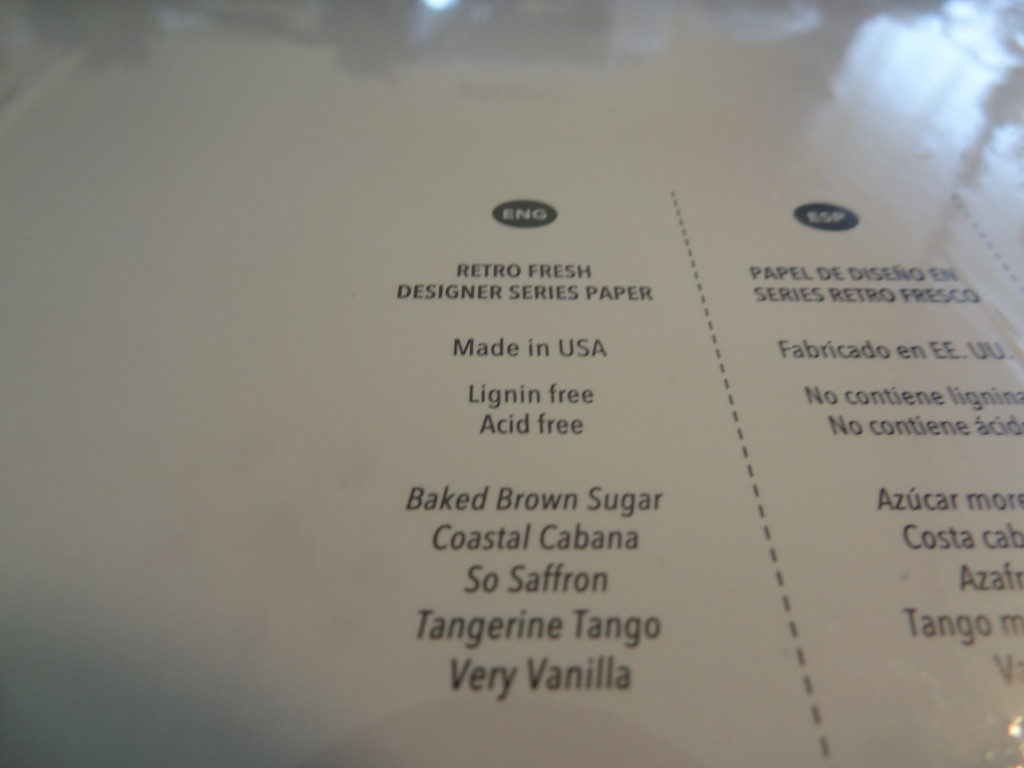 ENG
RETRO FRESH
DESIGNER SERIES PAPER
Made in USA
Lignin free
Acid free
Baked Brown Sugar
Coastal Cabana
So Saffron
Tangerine Tango
Very Vanilla
ESP
PAPEL DE DISEÑO EN
SERIES RETRO FRESCO
Fabricado en EE. UU.
No contiene lignina
No contiene
Azúcar
Costa
Tango